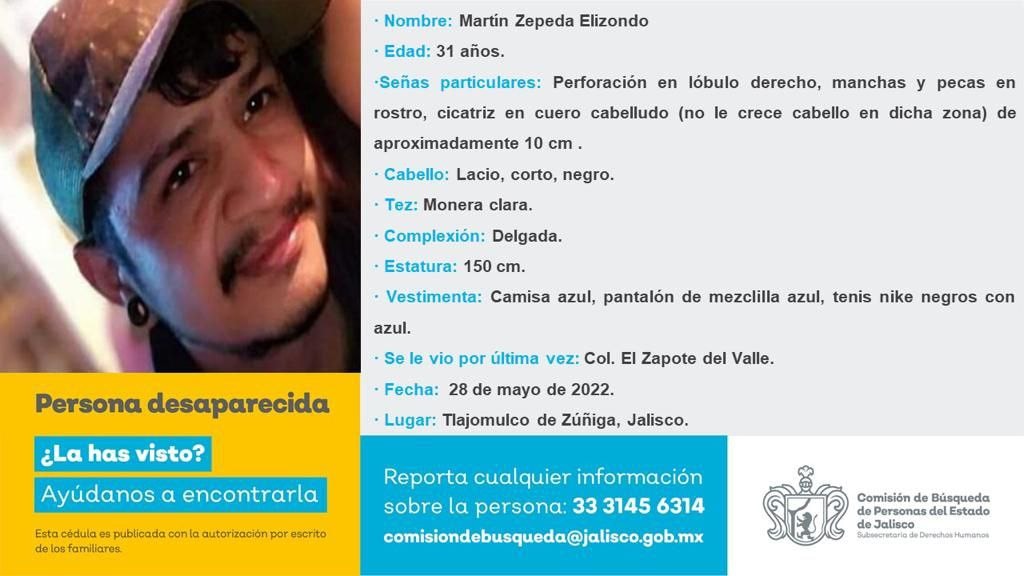 · Nombre: Martín Zepeda Elizondo
· Edad: 31 años.
·Señas particulares: Perforación en lóbulo derecho, manchas y pecas en
rostro, cicatriz en cuero cabelludo (no le crece cabello en dicha zona) de
aproximadamente 10 cm .
· Cabello: Lacio, corto, negro.
· Tez: Monera clara.
· Complexión: Delgada.
· Estatura: 150 cm.
· Vestimenta: Camisa azul, pantalón de mezclilla azul, tenis nike negros con
azul.
· Se le vio por última vez: Col. El Zapote del Valle.
· Fecha: 28 de mayo de 2022.
· Lugar: Tlajomulco de Zúñiga, Jalisco.
Persona desaparecida
¿La has visto?
Ayúdanos a encontrarla
Esta cédula es publicada con la autorización por escrito
de los familiares.
Reporta cualquier información
sobre la persona: 33 3145 6314
comisiondebusqueda@jalisco.gob.mx
Comisión de Búsqueda
de Personas del Estado
de Jalisco
Subsecretaría de Derechos Humanos